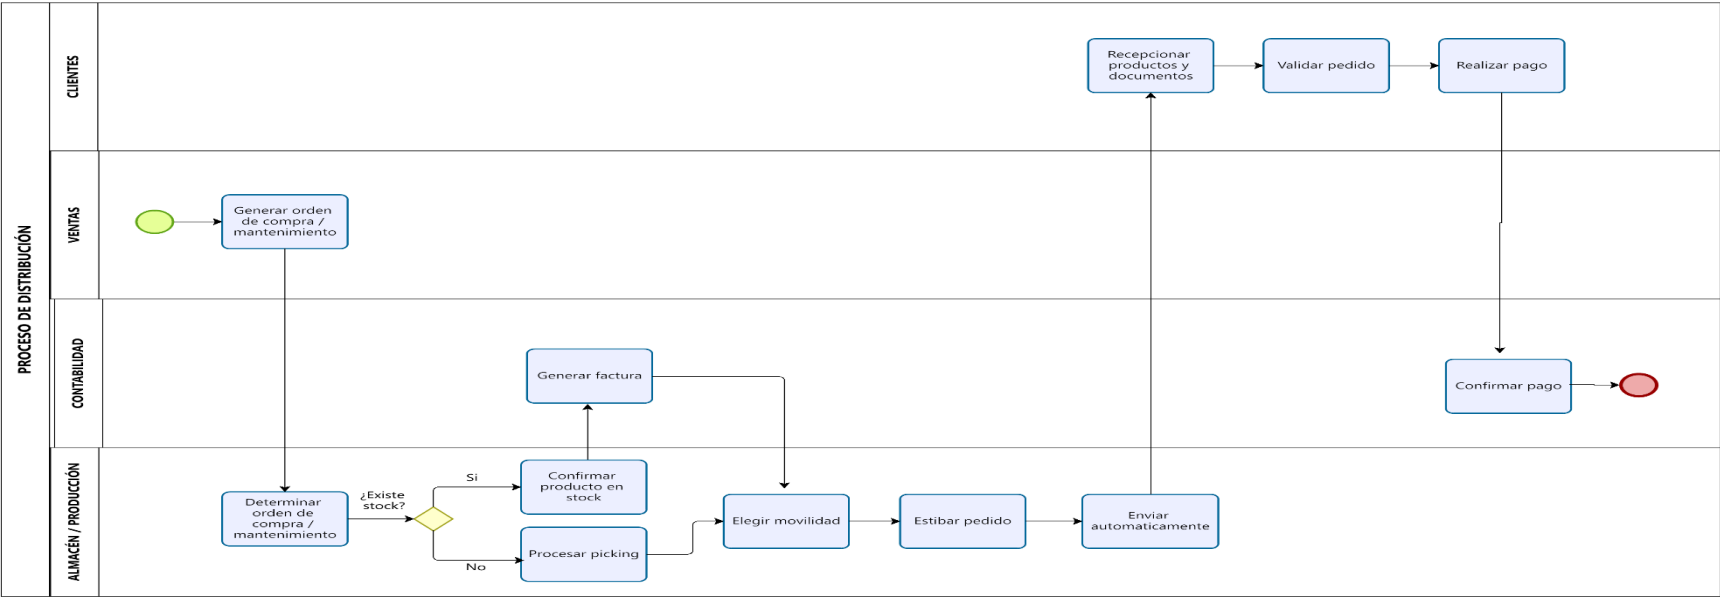 PROCESO DE DISTRIBUCIÓN
CLIENTES
Recepcionar
productos y
documentos
Validar pedido
Realizar pago
VENTAS
Generar orden
de compra /
mantenimiento
CONTABILIDAD
Generar factura
Confirmar pago
ALMACÉN / PRODUCCIÓN
Determinar
orden de
compra /
mantenimiento
¿Existe
stock?
Si
Confirmar
producto en
stock
No
Procesar picking
Elegir movilidad
Estibar pedido
Enviar
automaticamente